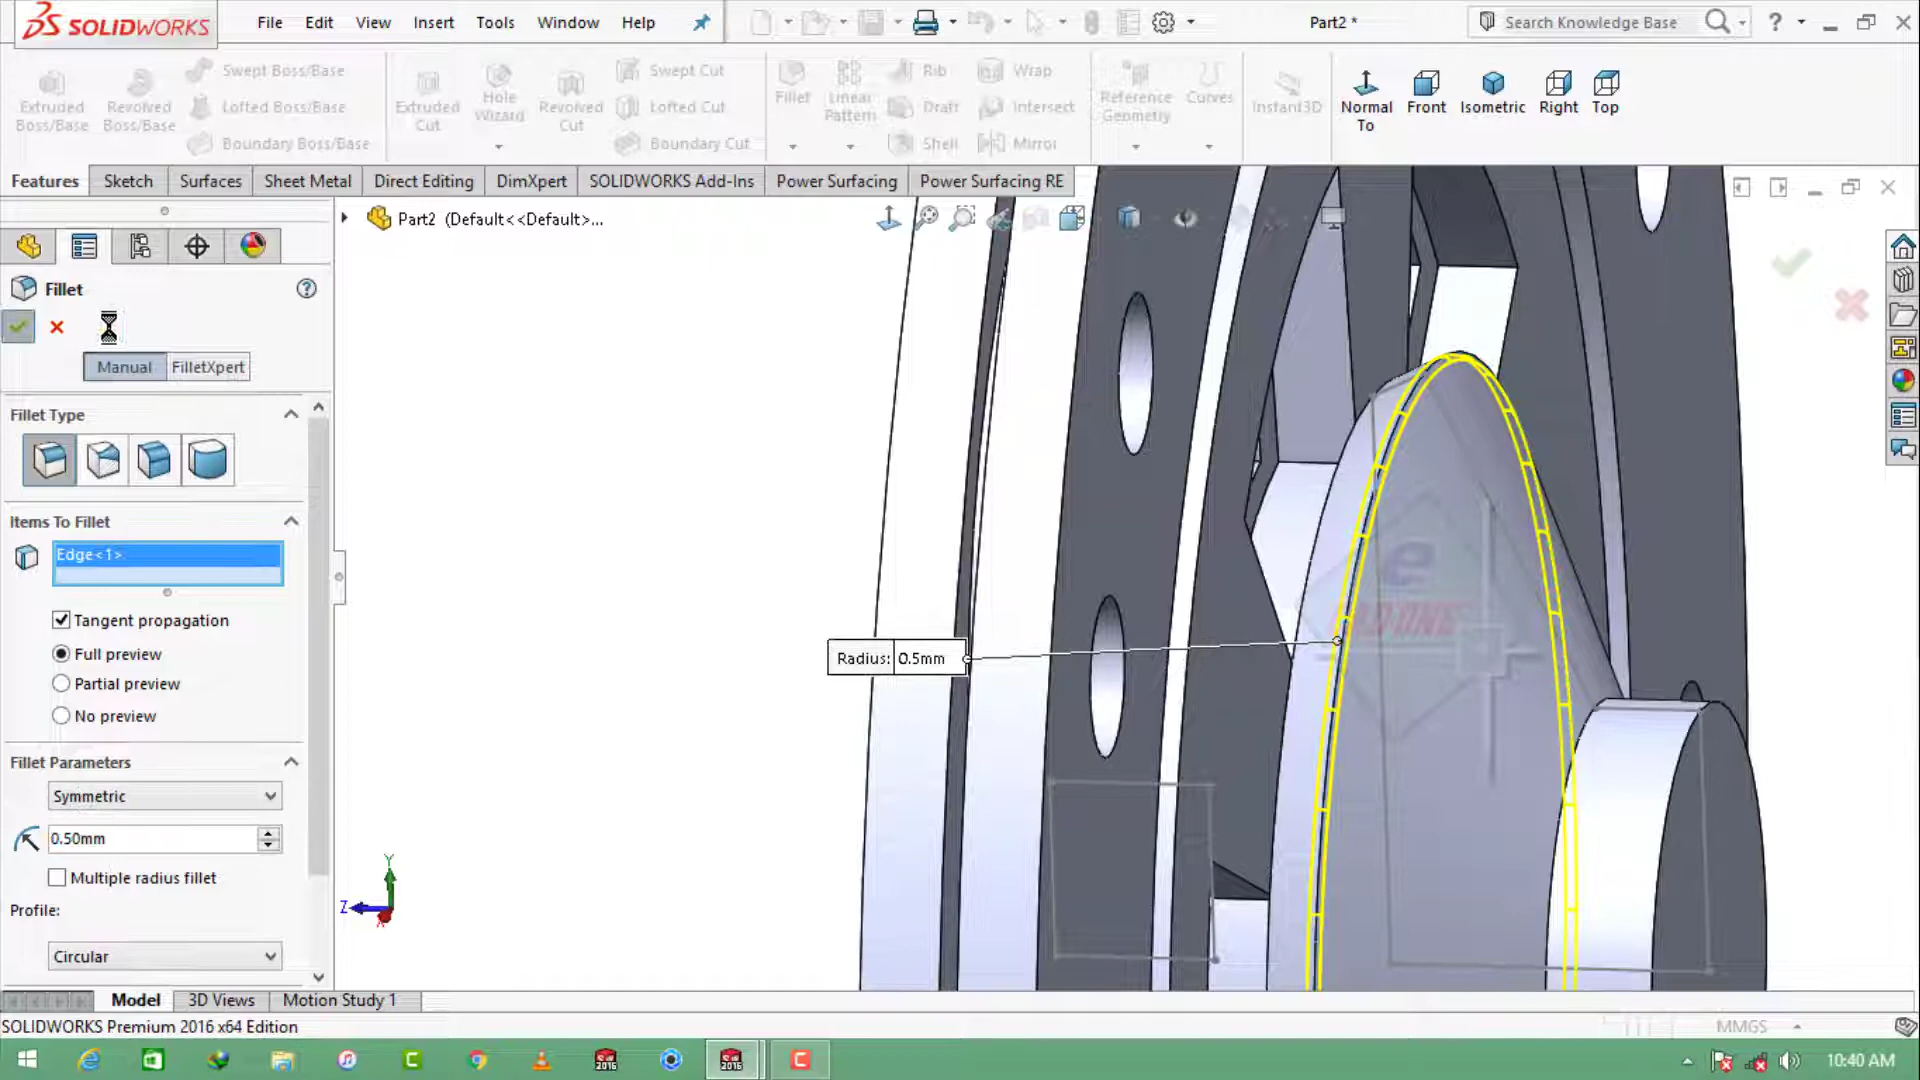 SOLIDWORKS
File Edit View Insert Tools Window Help
Part2 *
Search Knowledge Base
Extruded Boss/Base
Revolved Boss/Base
Swept Boss/Base
Lofted Boss/Base
Boundary Boss/Base
Extruded Cut
Hole Wizard
Revolved Cut
Swept Cut
Lofted Cut
Boundary Cut
Fillet
Linear Pattern
Rib
Draft
Shell
Wrap
Intersect
Mirror
Reference Geometry
Curves
Instant3D
Normal To
Front
Isometric
Right
Top
Features Sketch Surfaces Sheet Metal Direct Editing DimXpert SOLIDWORKS Add-Ins Power Surfacing Power Surfacing RE
Part2 (Default<<Default>...
Fillet
Manual FilletXpert
Fillet Type
Items To Fillet
Edge<1>
Tangent propagation
Full preview
Partial preview
No preview
Fillet Parameters
Symmetric
0.50mm
Multiple radius fillet
Profile:
Circular
Radius: 0.5mm
Y
Z
Model 3D Views Motion Study 1
SOLIDWORKS Premium 2016 x64 Edition
MMGS
2016
2016
10:40 AM